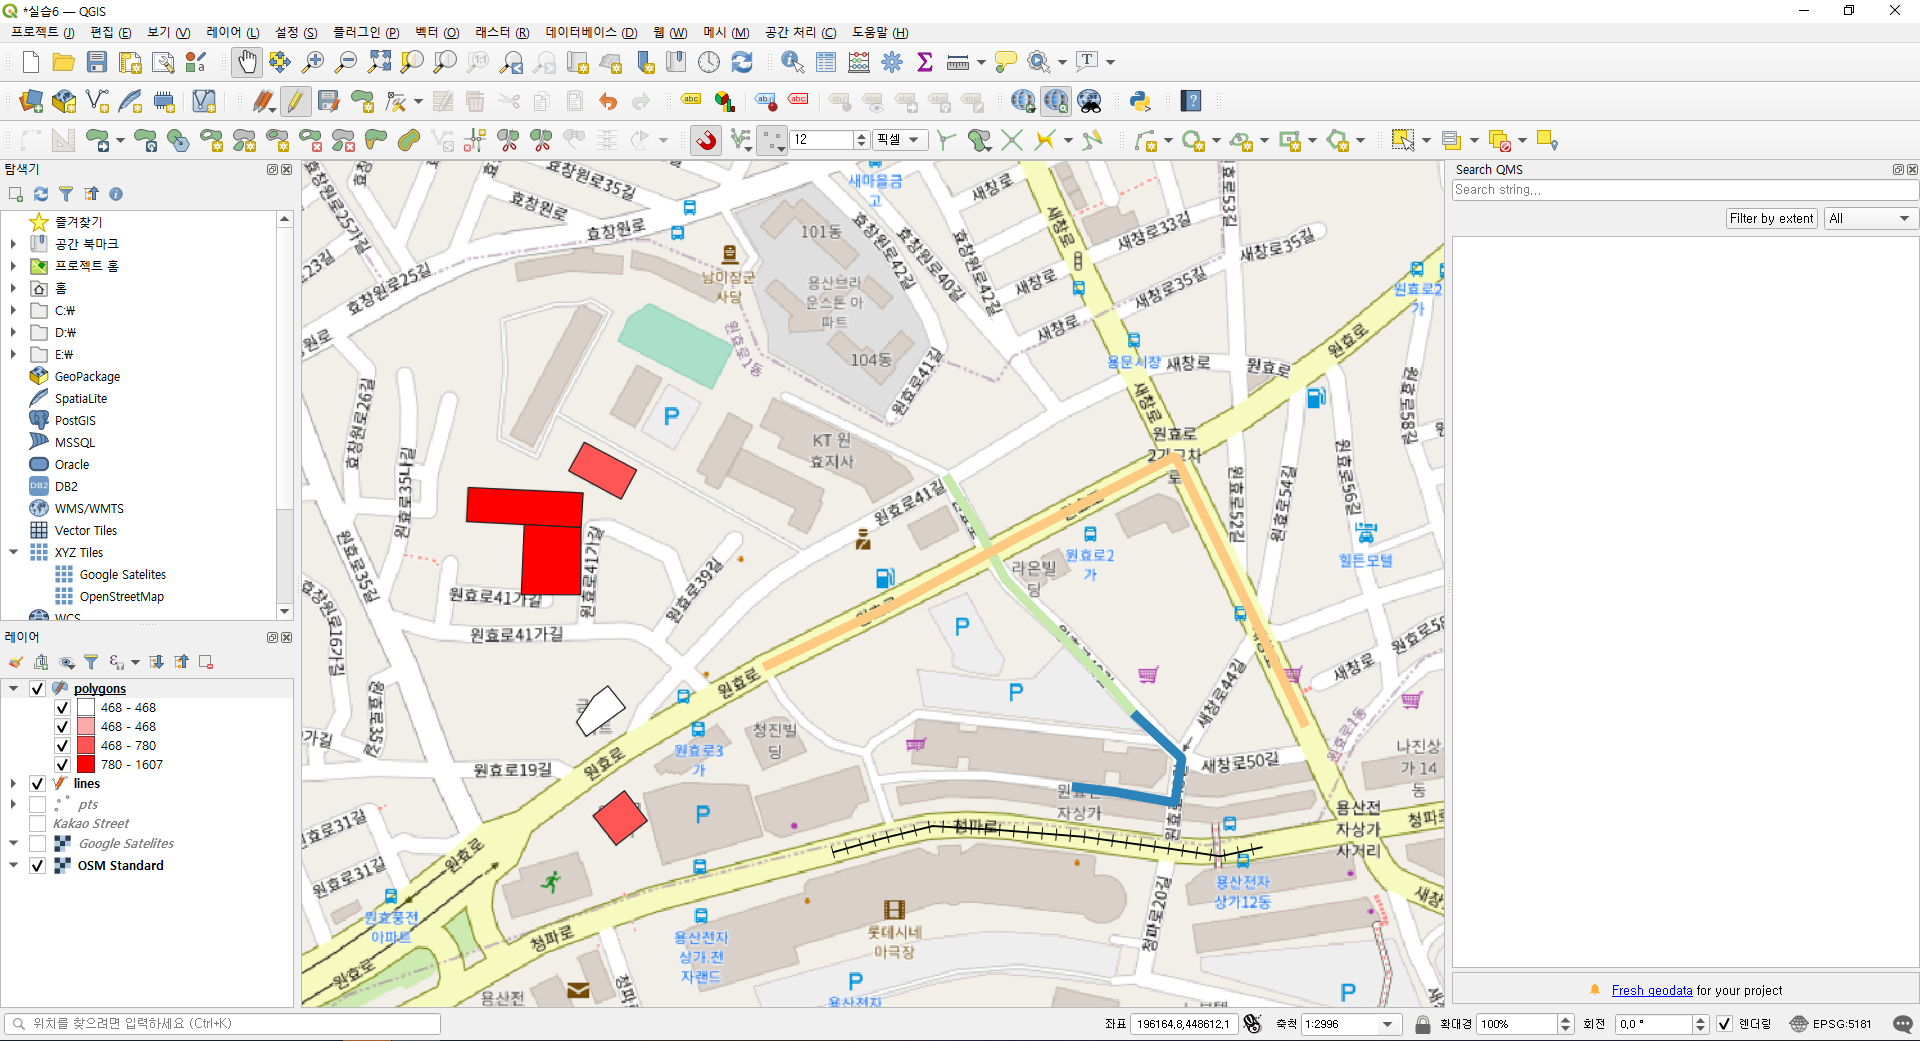 *실습6 — QGIS
프로젝트 (J) 편집 (E) 보기 (V) 레이어 (L) 설정 (S) 플러그인 (P) 벡터 (O) 래스터 (R) 데이터베이스 (D) 웹 (W) 메시 (M) 공간 처리 (C) 도움말 (H)
12 픽셀
탐색기
즐겨찾기
공간 북마크
프로젝트 홈
홈
C:₩
D:₩
E:₩
GeoPackage
SpatiaLite
PostGIS
MSSQL
Oracle
DB2
WMS/WMTS
Vector Tiles
XYZ Tiles
Google Satelites
OpenStreetMap
WCS
레이어
polygons
468 - 468
468 - 468
468 - 780
780 - 1607
lines
pts
Kakao Street
Google Satelites
OSM Standard
효창원로25가길
효창원로35길
효창원로
효창원로
새마을금고
효창원로42길
효창원로40길
효창원로42길
새창로
새창로33길
효창원로53길
새창로35길
새창로
새창로35길
새창로
원효로2가
효창원로25길
남이장군사당
101동
용산브라운스톤 아파트
104동
원효로1동
원효로41길
용문시장
새창로
새창로
원효로
원효로
효창원로26길
원효로35나길
P
KT 원효지사
원효로41길
원효로2가교차로
원효로52길
원효로54길
원효로56길
원효로58길
힐튼모텔
원효로35길
원효로41가길
원효로41가길
원효로41가길
원효로39길
원효로2가
라온빌딩
P
P
효창원로16가길
원효로
청진빌딩
원효로3가
원효로19길
원효로
새창로44길
새창로50길
새창로
원효로1동
나진상가 14동
용산전자상가사거리
청파로
원효전자상가
청파로
P
원효로31길
원효로31길
원효로
원효풍전아파트
원효로
청파로
용산전자상가.전자랜드
롯데시네마극장
청파로20길
용산전자상가12동
새창로
P
P
용산전자
용산전
Search QMS
Search string...
Filter by extent All
Fresh geodata for your project
위치를 찾으려면 입력하세요 (Ctrl+K)
좌표 196164,8,448612,1 축척 1:2996 확대경 100% 회전 0,0 ° 렌더링 EPSG:5181